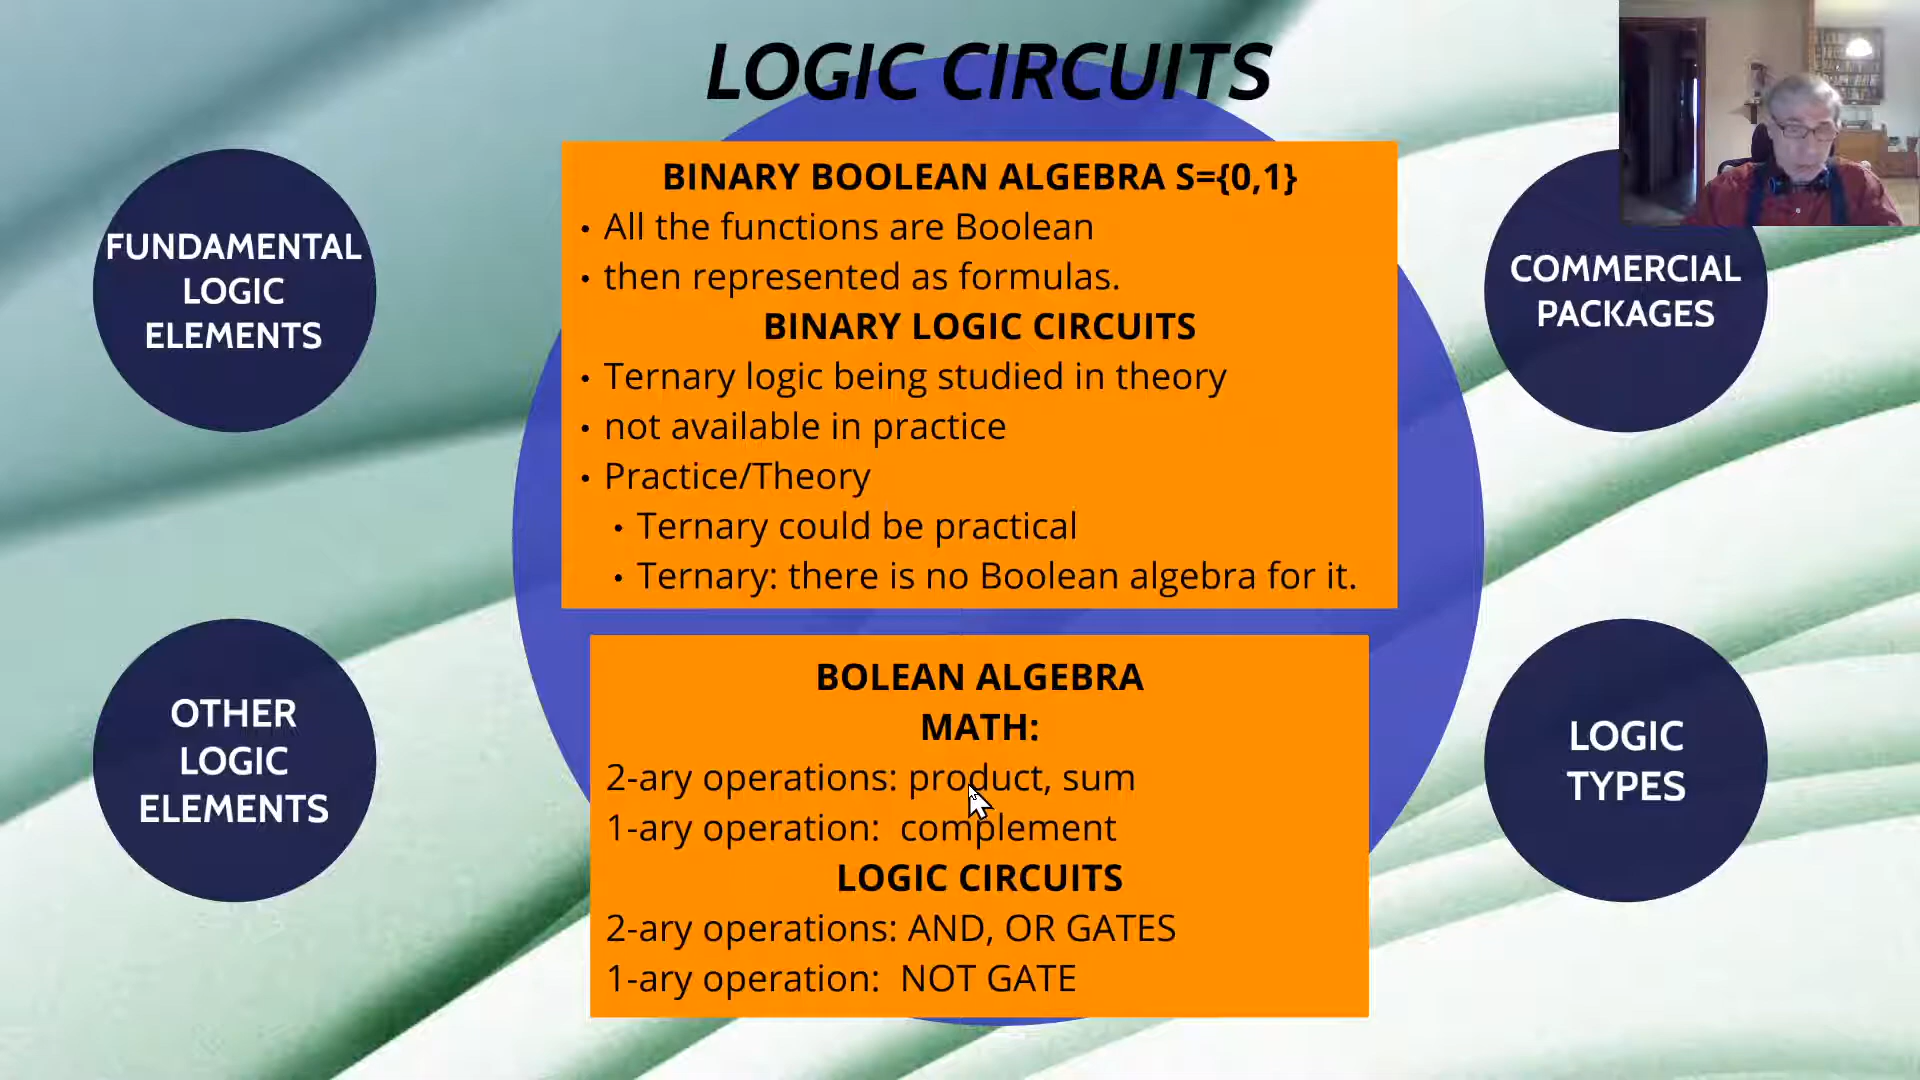 LOGIC CIRCUITS
FUNDAMENTAL
LOGIC
ELEMENTS
BINARY BOOLEAN ALGEBRA S={0,1}
• All the functions are Boolean
• then represented as formulas.
BINARY LOGIC CIRCUITS
• Ternary logic being studied in theory
• not available in practice
• Practice/Theory
• Ternary could be practical
• Ternary: there is no Boolean algebra for it.
COMMERCIAL
PACKAGES
OTHER
LOGIC
ELEMENTS
BOLEAN ALGEBRA
MATH:
2-ary operations: product, sum
1-ary operation: complement
LOGIC CIRCUITS
2-ary operations: AND, OR GATES
1-ary operation: NOT GATE
LOGIC
TYPES